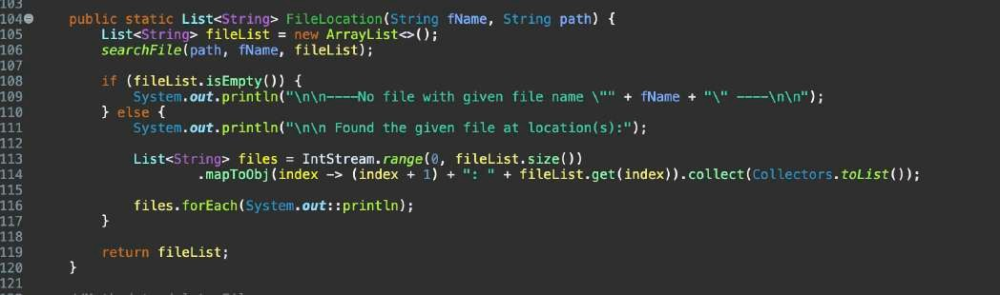 103
104 public static List<String> FileLocation(String fName, String path) {
105 List<String> fileList = new ArrayList<>();
106 searchFile(path, fName, fileList);
107
108 if (fileList.isEmpty()) {
109 System.out.println("\n\n----No file with given file name \"" + fName + "\" ----\n\n");
110 } else {
111 System.out.println("\n\n Found the given file at location(s):");
112
113 List<String> files = IntStream.range(0, fileList.size())
114 .mapToObj(index -> (index + 1) + ": " + fileList.get(index)).collect(Collectors.toList());
115
116 files.forEach(System.out::println);
117 }
118
119 return fileList;
120 }
121